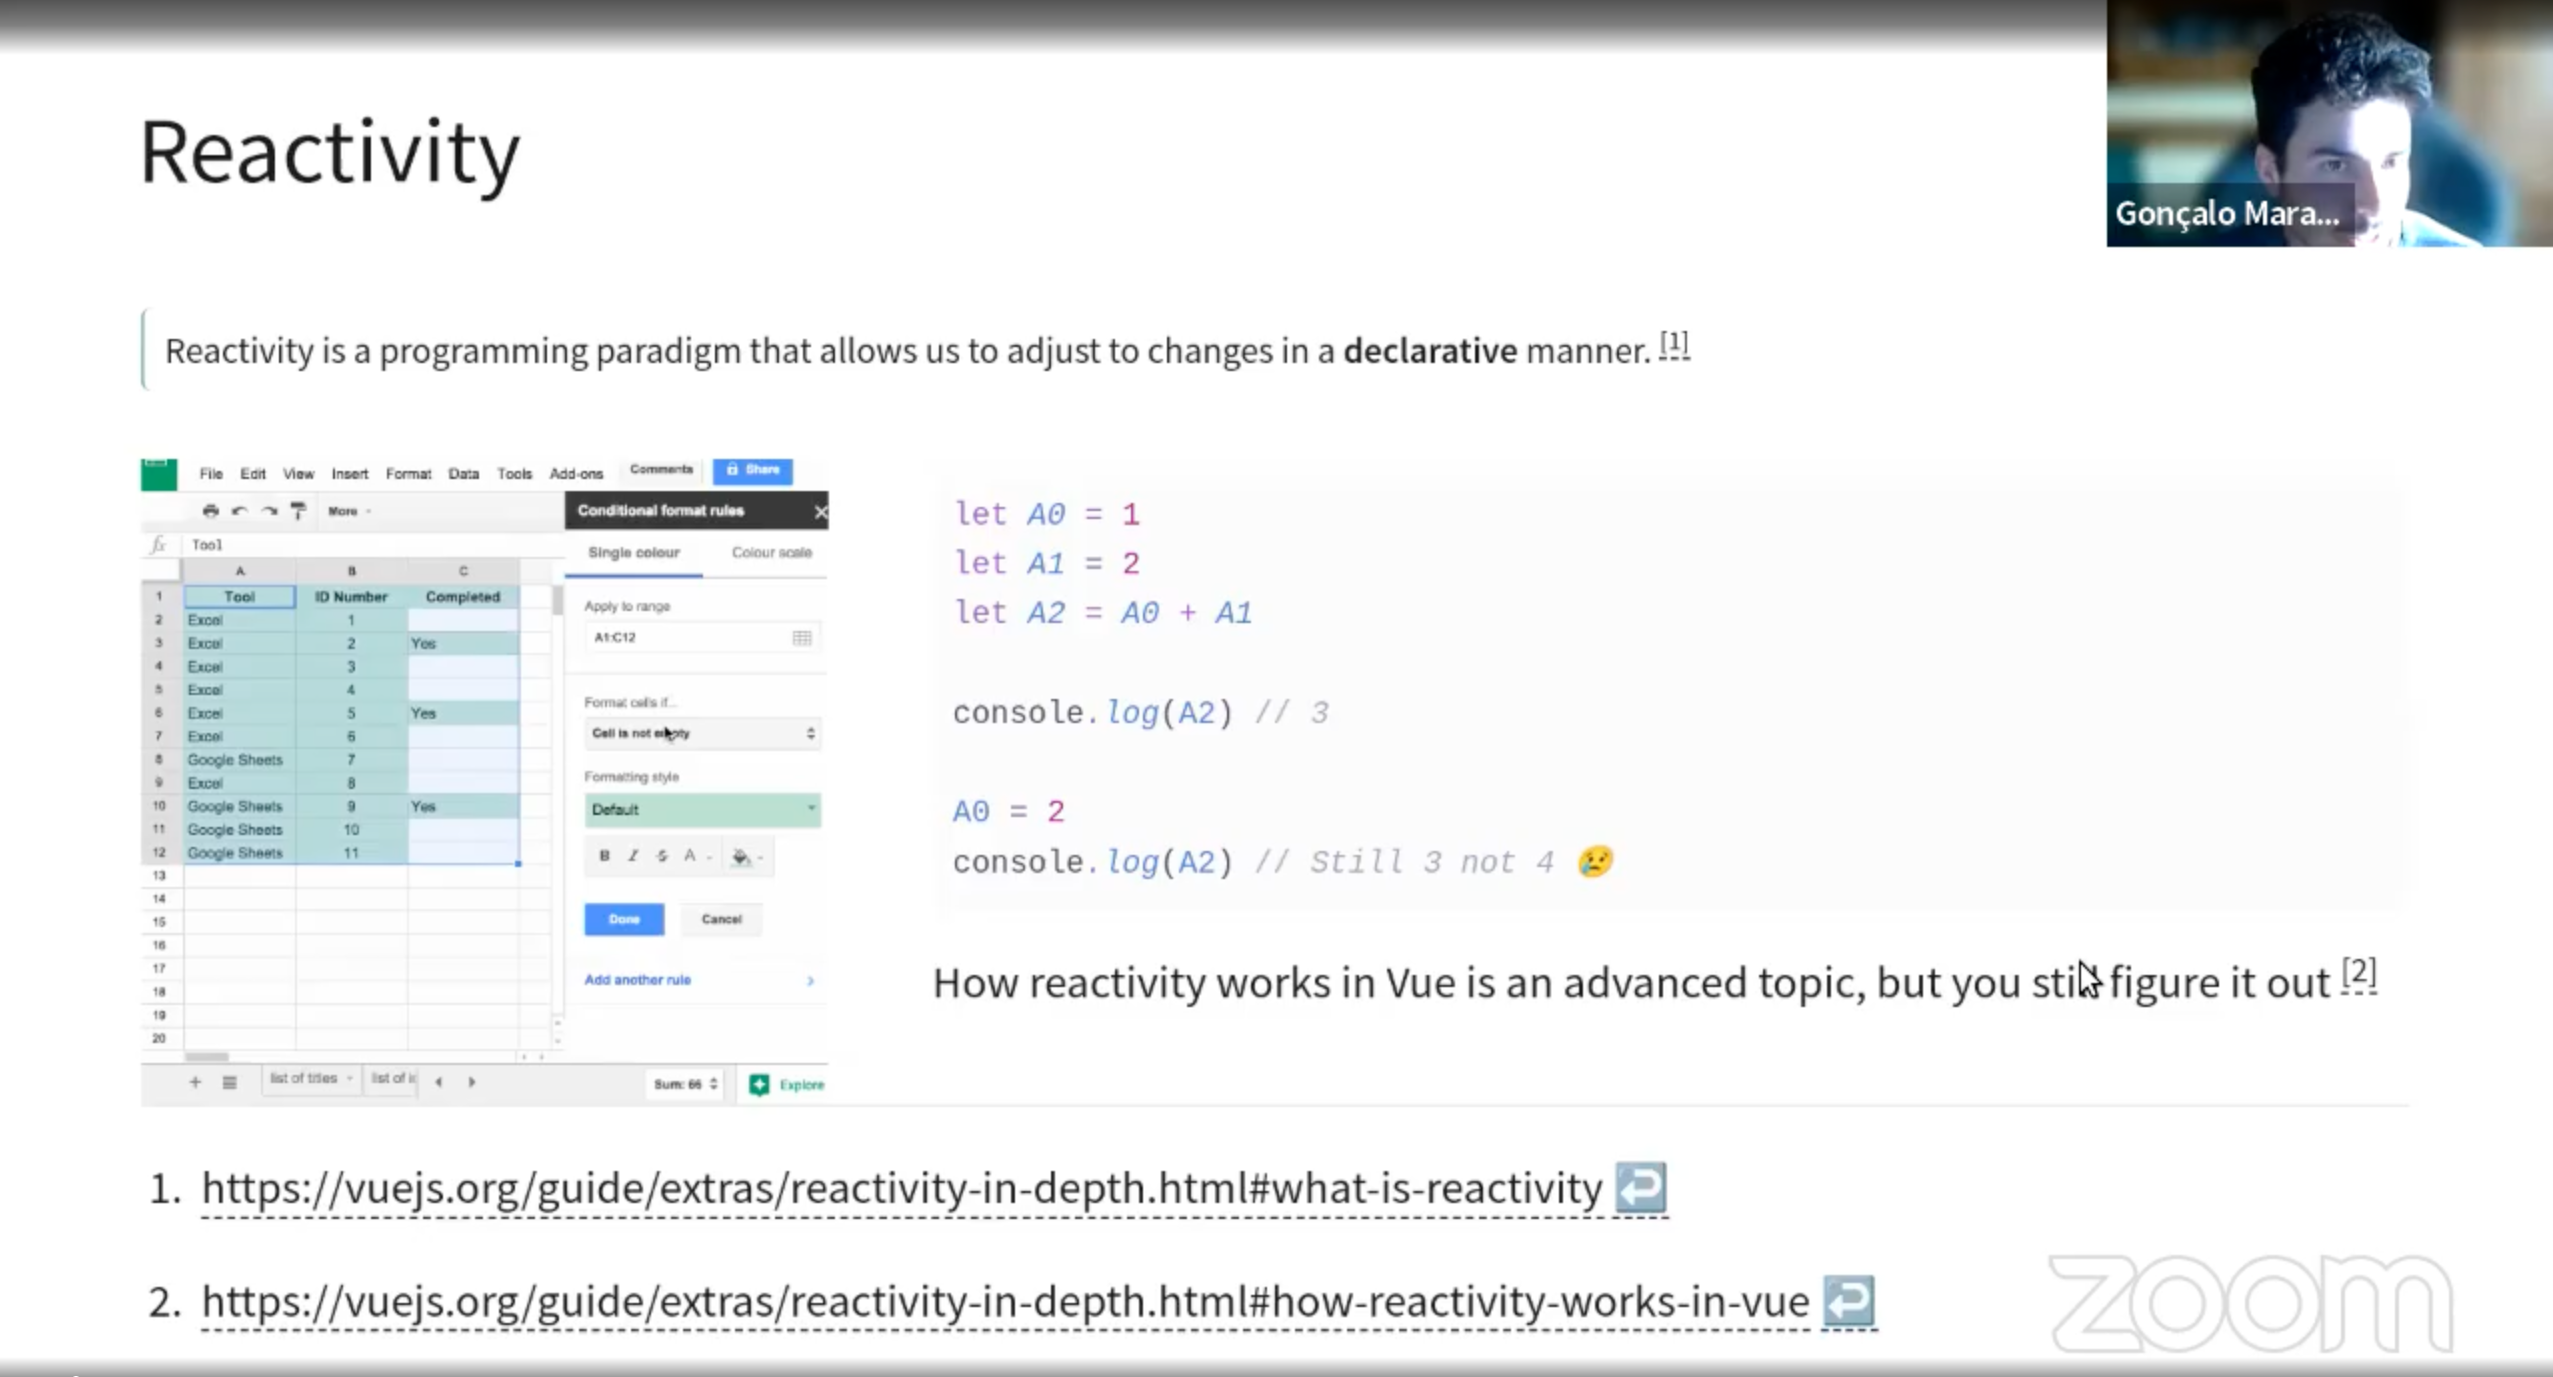 Reactivity
Gonçalo Mara...
Reactivity is a programming paradigm that allows us to adjust to changes in a declarative manner. [1]
File Edit View Insert Format Data Tools Add-ons Comments Share
More
Conditional format rules
fx Tool
Single colour Colour scale
A B C
1 Tool ID Number Completed
2 Excel 1
3 Excel 2 Yes
4 Excel 3
5 Excel 4
6 Excel 5 Yes
7 Excel 6
8 Google Sheets 7
9 Excel 8
10 Google Sheets 9 Yes
11 Google Sheets 10
12 Google Sheets 11
13
14
15
16
17
18
19
20
Apply to range
A1:C12
Format cells if...
Cell is not empty
Formatting style
Default
B I S A
Done Cancel
Add another rule
list of titles list of
Sum: 66 Explore
let A0 = 1
let A1 = 2
let A2 = A0 + A1
console.log(A2) // 3
A0 = 2
console.log(A2) // Still 3 not 4 😢
How reactivity works in Vue is an advanced topic, but you still figure it out [2]
1. https://vuejs.org/guide/extras/reactivity-in-depth.html#what-is-reactivity ↩
2. https://vuejs.org/guide/extras/reactivity-in-depth.html#how-reactivity-works-in-vue ↩
zoom